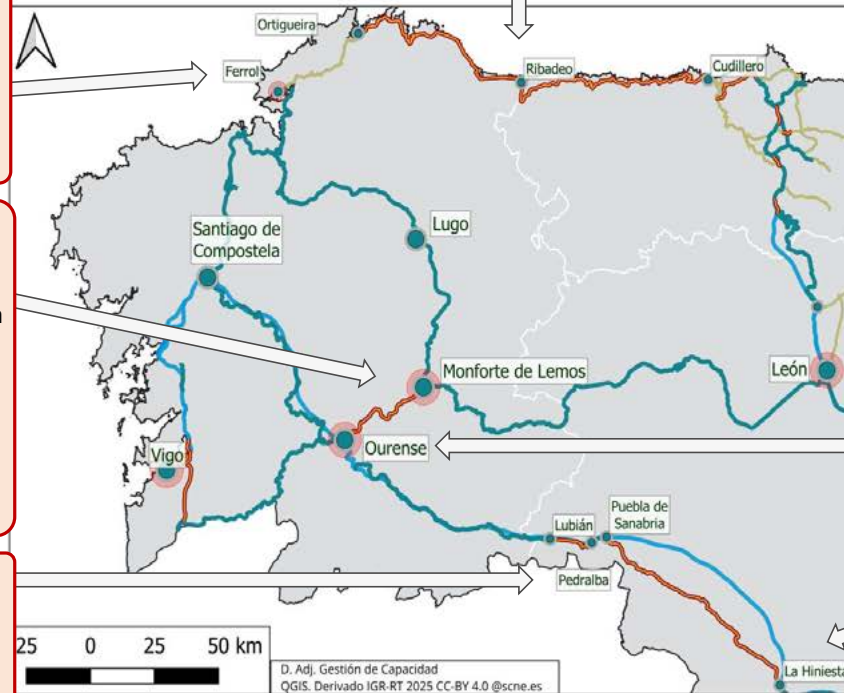 Ortigueira
Ferrol
Ribadeo
Cudillero
Santiago de
Compostela
Lugo
Monforte de Lemos
León
Vigo
Ourense
Lubián
Puebla de
Sanabria
Pedralba
La Hiniesta
25 0 25 50 km
D. Adj. Gestión de Capacidad
QGIS. Derivado IGR-RT 2025 CC-BY 4.0 @scne.es